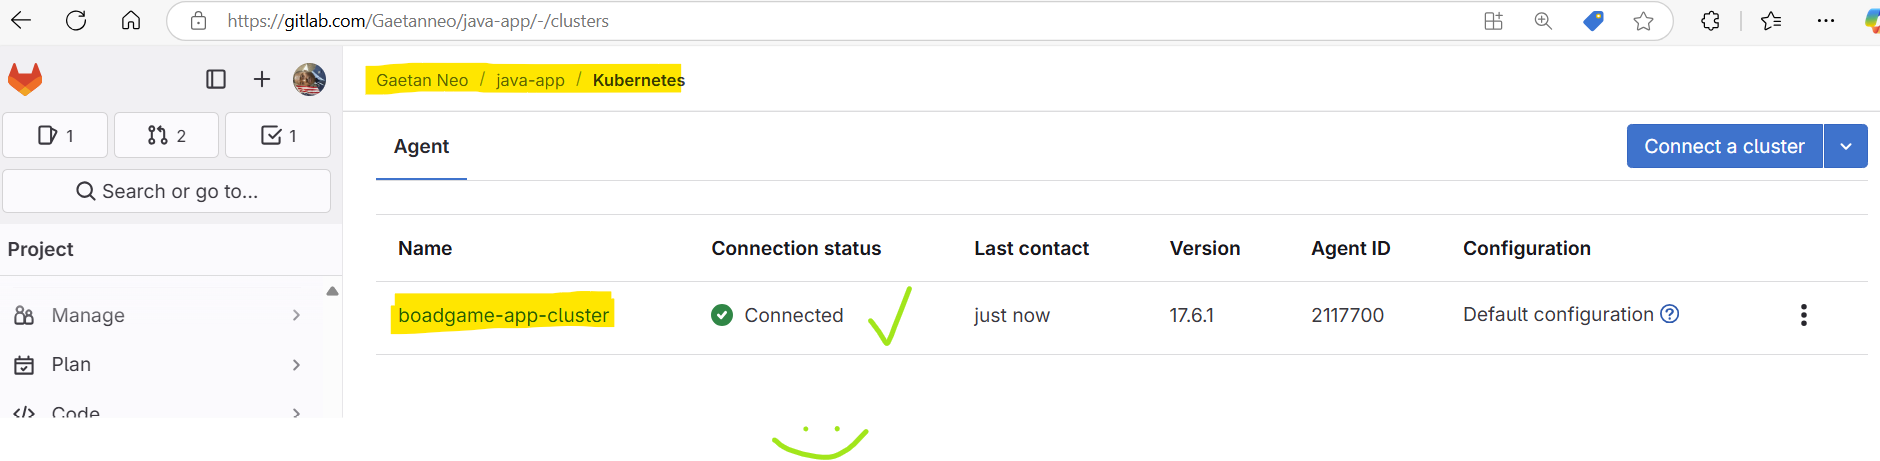 https://gitlab.com/Gaetanneo/java-app/-/clusters
Gaetan Neo / java-app / Kubernetes
1 2 1
Search or go to...
Project
Manage
Plan
Code
Agent
Connect a cluster
Name Connection status Last contact Version Agent ID Configuration
boadgame-app-cluster Connected just now 17.6.1 2117700 Default configuration